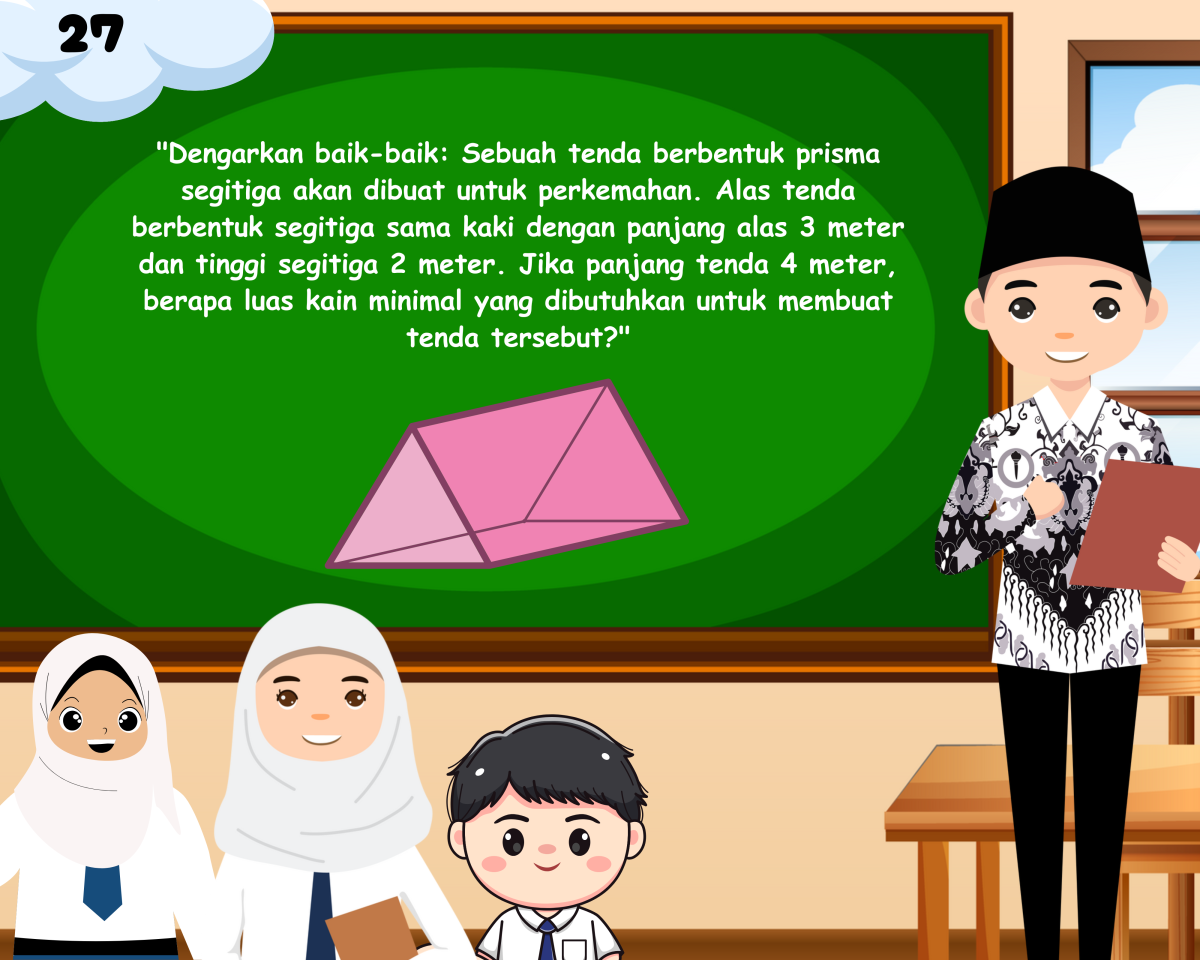 27
"Dengarkan baik-baik: Sebuah tenda berbentuk prisma
segitiga akan dibuat untuk perkemahan. Alas tenda
berbentuk segitiga sama kaki dengan panjang alas 3 meter
dan tinggi segitiga 2 meter. Jika panjang tenda 4 meter,
berapa luas kain minimal yang dibutuhkan untuk membuat
tenda tersebut?"